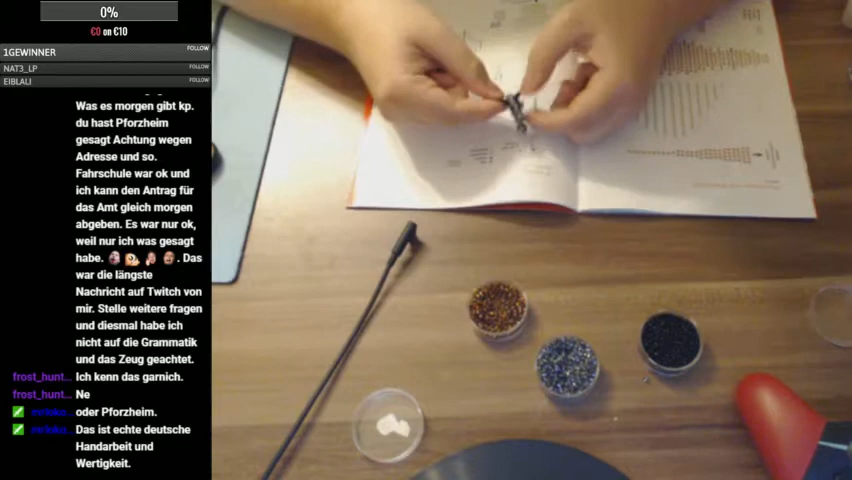 0%
€0 on €10
1GEWINNER FOLLOW
NAT3_LP FOLLOW
EIBLALI FOLLOW
Was es morgen gibt kp.
du hast Pforzheim
gesagt Achtung wegen
Adresse und so.
Fahrschule war ok und
ich kann den Antrag für
das Amt gleich morgen
abgeben. Es war nur ok,
weil nur ich was gesagt
habe. . Das
war die längste
Nachricht auf Twitch von
mir. Stelle weitere fragen
und diesmal habe ich
nicht auf die Grammatik
und das Zeug geachtet.
frost_hunt... Ich kenn das garnich.
frost_hunt... Ne
oder Pforzheim.
Das ist echte deutsche
Handarbeit und
Wertigkeit.